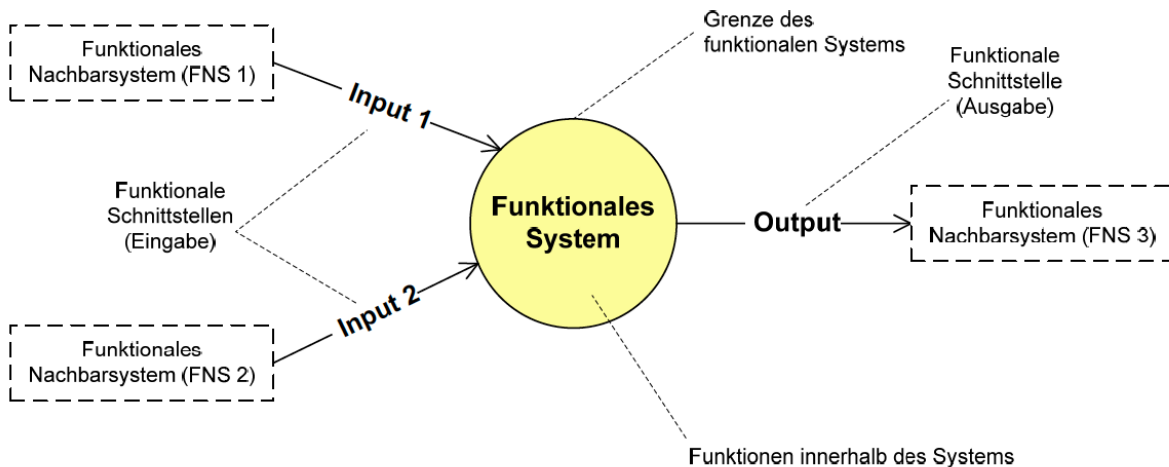 Funktionales
Nachbarsystem (FNS 1)
Input 1
Grenze des
funktionalen Systems
Funktionale
Schnittstelle
(Ausgabe)
Funktionale
Schnittstellen
(Eingabe)
Funktionales
System
Output
Funktionales
Nachbarsystem (FNS 3)
Input 2
Funktionales
Nachbarsystem (FNS 2)
Funktionen innerhalb des Systems